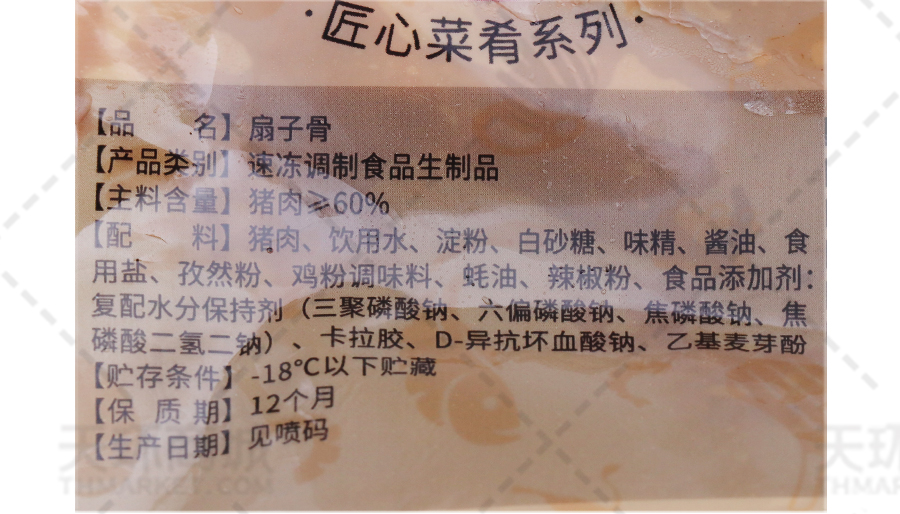 ·匠心菜肴系列·
【品 名】扇子骨
【产品类别】速冻调制食品生制品
【主料含量】猪肉≥60%
【配 料】猪肉、饮用水、淀粉、白砂糖、味精、酱油、食
用盐、孜然粉、鸡粉调味料、蚝油、辣椒粉、食品添加剂：
复配水分保持剂（三聚磷酸钠、六偏磷酸钠、焦磷酸钠、焦
磷酸二氢二钠）、卡拉胶、D-异抗坏血酸钠、乙基麦芽酚
【贮存条件】-18℃以下贮藏
【保 质 期】12个月
【生产日期】见喷码
THMARKET.COM